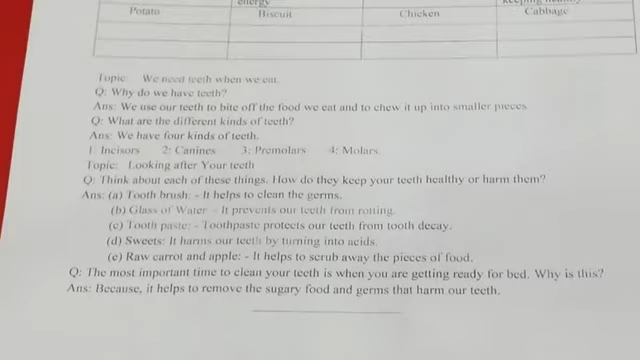 energy
Potato Biscuit Chicken Cabbage
Topic: We need teeth when we eat.
Q: Why do we have teeth?
Ans: We use our teeth to bite off the food we eat and to chew it up into smaller pieces
Q: What are the different kinds of teeth?
Ans: We have four kinds of teeth.
1: Incisors 2: Canines 3: Premolars 4: Molars.
Topic: Looking after Your teeth
Q: Think about each of these things. How do they keep your teeth healthy or harm them?
Ans: (a) Tooth brush: - It helps to clean the germs.
(b) Glass of Water - It prevents our teeth from rotting.
(c) Tooth paste: - Toothpaste protects our teeth from tooth decay.
(d) Sweets: It harms our teeth by turning into acids.
(e) Raw carrot and apple: - It helps to scrub away the pieces of food.
Q: The most important time to clean your teeth is when you are getting ready for bed. Why is this?
Ans: Because, it helps to remove the sugary food and germs that harm our teeth.